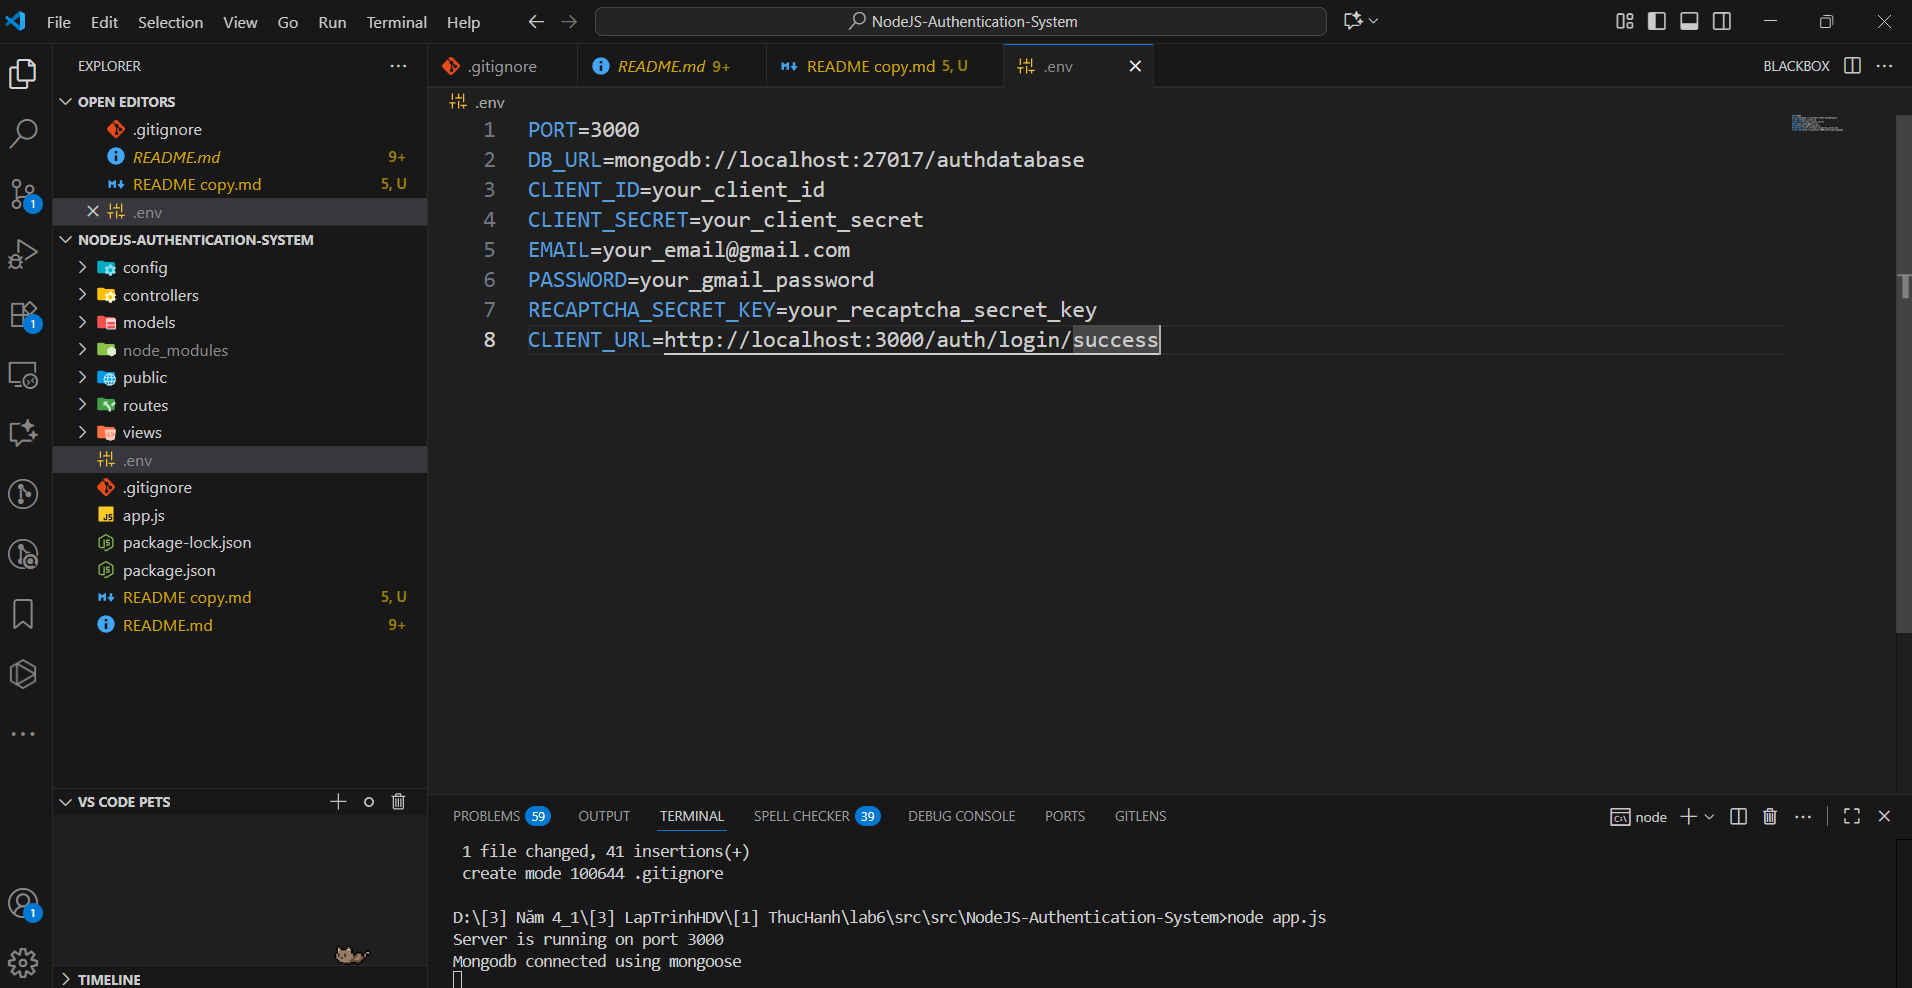 File Edit Selection View Go Run Terminal Help
NodeJS-Authentication-System
EXPLORER
OPEN EDITORS
.gitignore
README.md 9+
README copy.md 5, U
.env
NODEJS-AUTHENTICATION-SYSTEM
config
controllers
models
node_modules
public
routes
views
.env
.gitignore
app.js
package-lock.json
package.json
README copy.md 5, U
README.md 9+
VS CODE PETS
TIMELINE
1
1
1
.gitignore README.md 9+ README copy.md 5, U .env
BLACKBOX
.env
1 PORT=3000
2 DB_URL=mongodb://localhost:27017/authdatabase
3 CLIENT_ID=your_client_id
4 CLIENT_SECRET=your_client_secret
5 EMAIL=your_email@gmail.com
6 PASSWORD=your_gmail_password
7 RECAPTCHA_SECRET_KEY=your_recaptcha_secret_key
8 CLIENT_URL=http://localhost:3000/auth/login/success
PROBLEMS 59 OUTPUT TERMINAL SPELL CHECKER 39 DEBUG CONSOLE PORTS GITLENS
node
1 file changed, 41 insertions(+)
create mode 100644 .gitignore
D:\[3] Năm 4_1\[3] LapTrinhHDV\[1] ThucHanh\lab6\src\src\NodeJS-Authentication-System>node app.js
Server is running on port 3000
Mongodb connected using mongoose